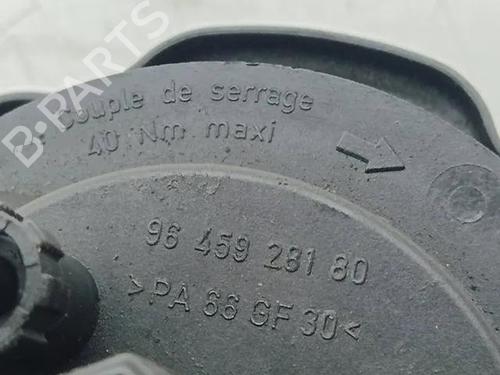 B-PARTS
Couple de serrage
40 Nm maxi
96 459 281 80
>PA 66 GF 30<